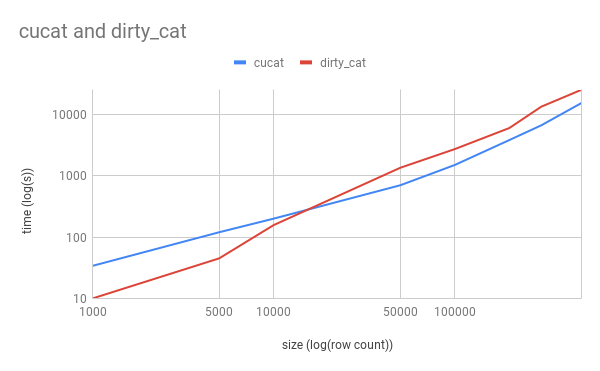 cucat and dirty_cat
cucat dirty_cat
10000
1000
100
10
time (log(s))
1000 5000 10000 50000 100000
size (log(row count))